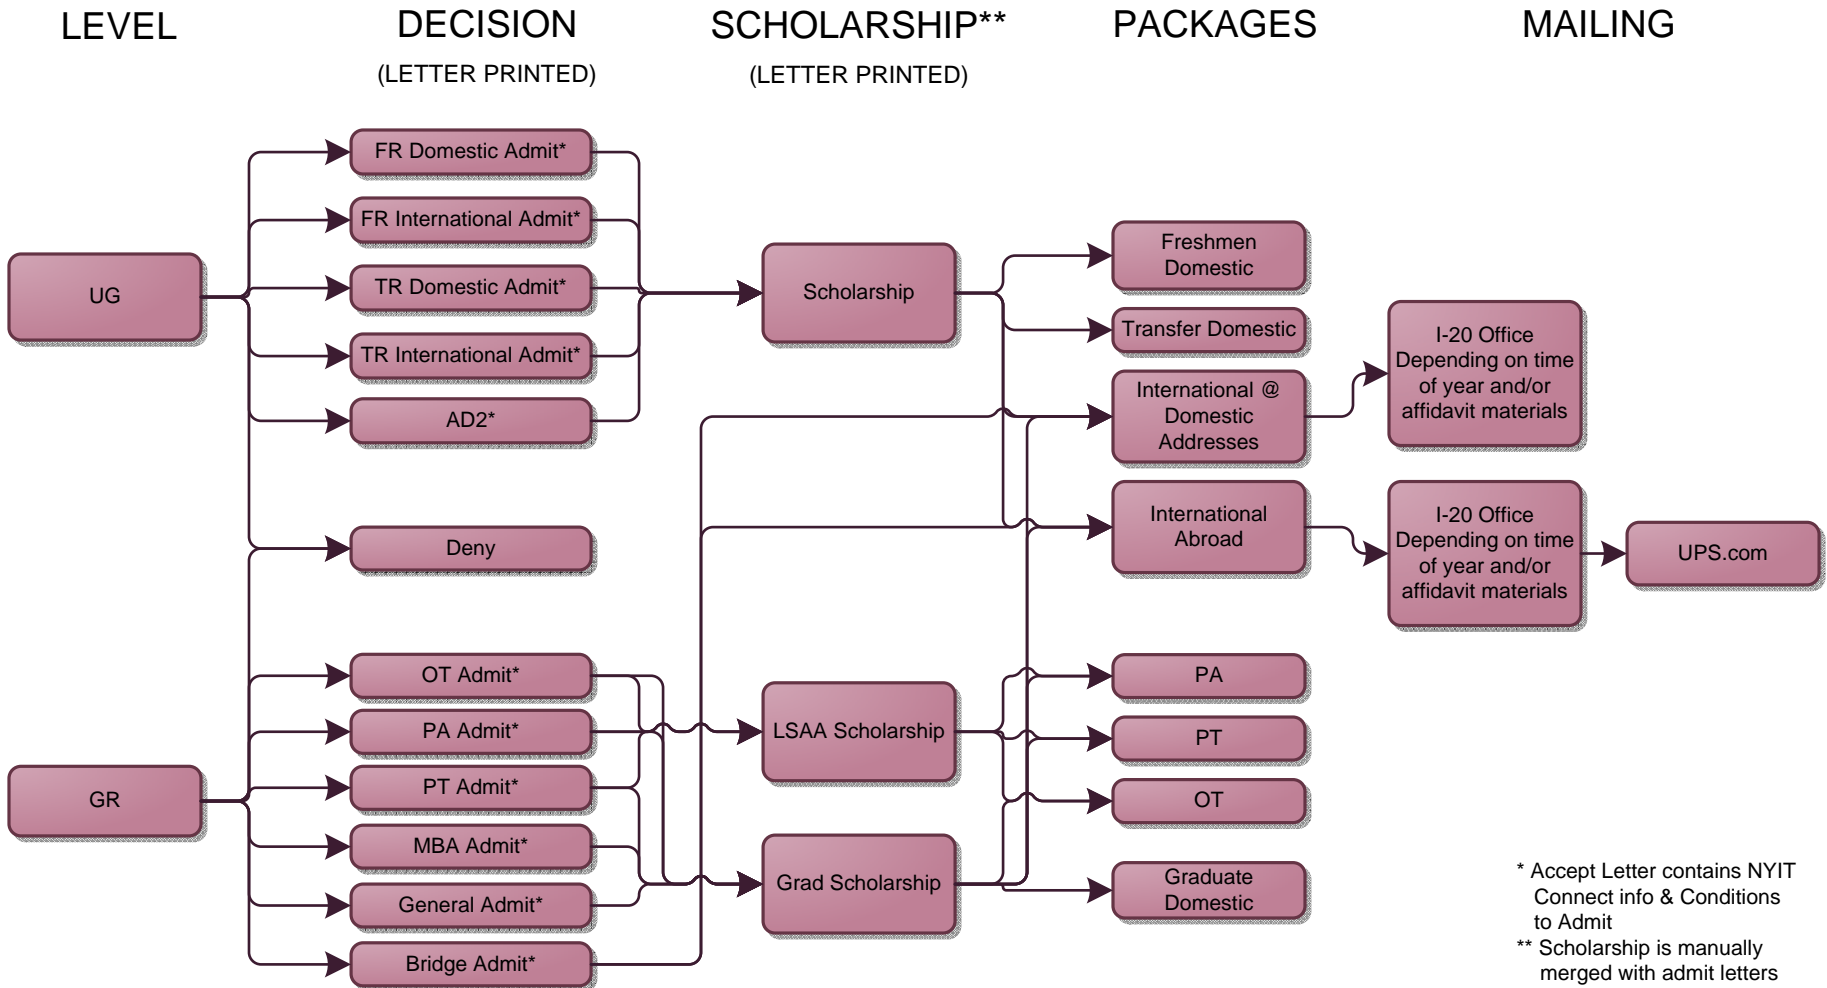 LEVEL
DECISION
(LETTER PRINTED)
SCHOLARSHIP**
(LETTER PRINTED)
PACKAGES
MAILING
UG
GR
FR Domestic Admit*
FR International Admit*
TR Domestic Admit*
TR International Admit*
AD2*
Deny
OT Admit*
PA Admit*
PT Admit*
MBA Admit*
General Admit*
Bridge Admit*
Scholarship
LSAA Scholarship
Grad Scholarship
Freshmen
Domestic
Transfer Domestic
International @
Domestic
Addresses
International
Abroad
PA
PT
OT
Graduate
Domestic
I-20 Office
Depending on time
of year and/or
affidavit materials
I-20 Office
Depending on time
of year and/or
affidavit materials
UPS.com
* Accept Letter contains NYIT
Connect info & Conditions
to Admit
** Scholarship is manually
merged with admit letters